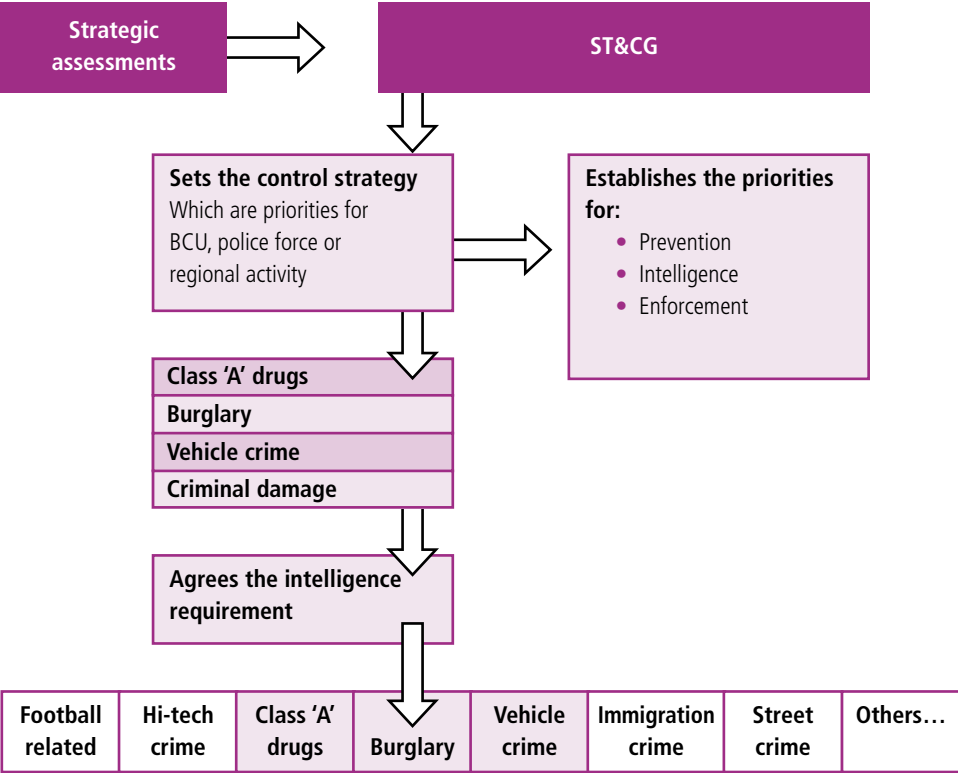 Strategic
assessments
ST&CG
Sets the control strategy
Which are priorities for
BCU, police force or
regional activity
Establishes the priorities
for:
• Prevention
• Intelligence
• Enforcement
Class 'A' drugs
Burglary
Vehicle crime
Criminal damage
Agrees the intelligence
requirement
Football
related
Hi-tech
crime
Class 'A'
drugs
Burglary
Vehicle
crime
Immigration
crime
Street
crime
Others…